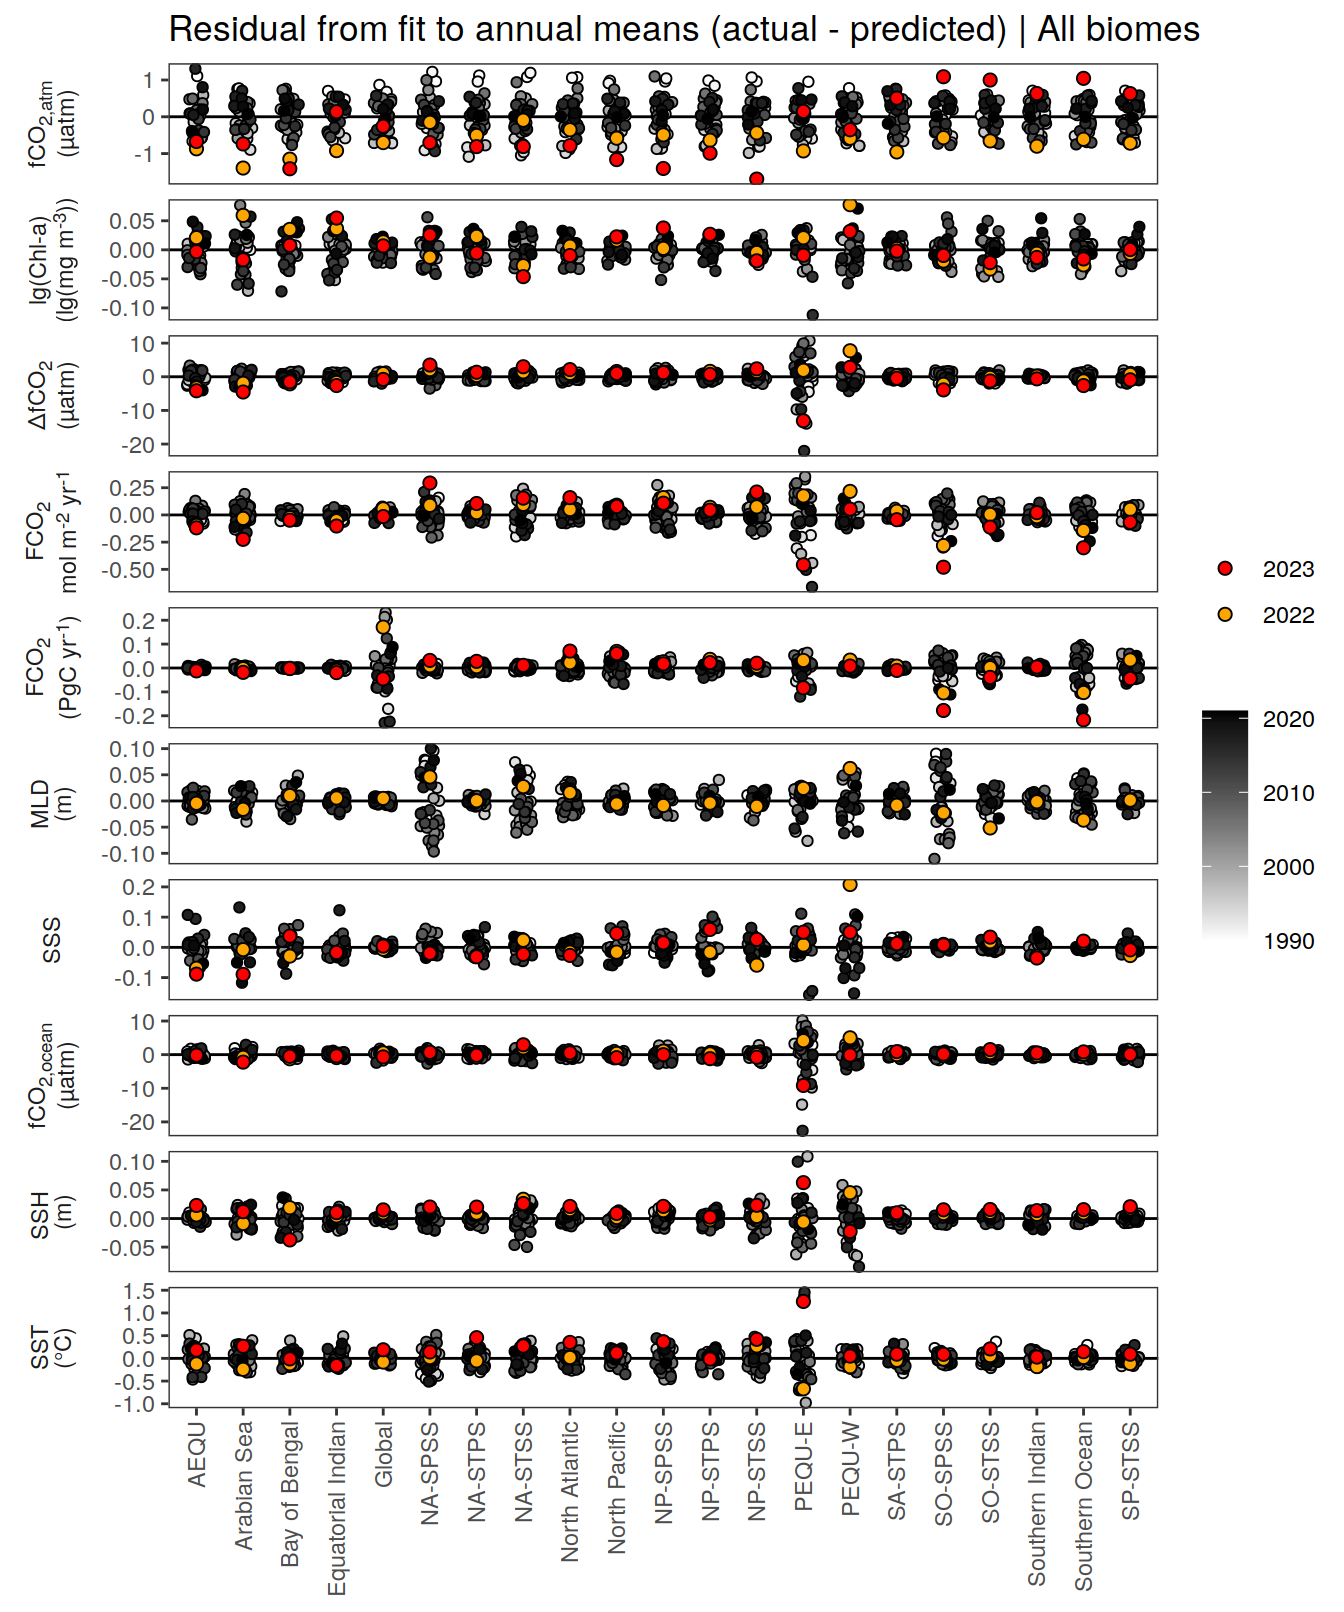 Residual from fit to annual means (actual - predicted) | All biomes
fCO2,atm
(µatm)
1
0
-1
lg(Chl-a)
(lg(mg m-3))
0.05
0.00
-0.05
-0.10
ΔfCO2
(µatm)
10
0
-10
-20
FCO2
mol m-2 yr-1
0.25
0.00
-0.25
-0.50
FCO2
(PgC yr-1)
0.2
0.1
0.0
-0.1
-0.2
MLD
(m)
0.10
0.05
0.00
-0.05
-0.10
SSS
0.2
0.1
0.0
-0.1
fCO2,ocean
(µatm)
10
0
-10
-20
SSH
(m)
0.10
0.05
0.00
-0.05
SST
(°C)
1.5
1.0
0.5
0.0
-0.5
-1.0
AEQU
Arabian Sea
Bay of Bengal
Equatorial Indian
Global
NA-SPSS
NA-STPS
NA-STSS
North Atlantic
North Pacific
NP-SPSS
NP-STPS
NP-STSS
PEQU-E
PEQU-W
SA-STPS
SO-SPSS
SO-STSS
Southern Indian
Southern Ocean
SP-STSS
2023
2022
2020
2010
2000
1990